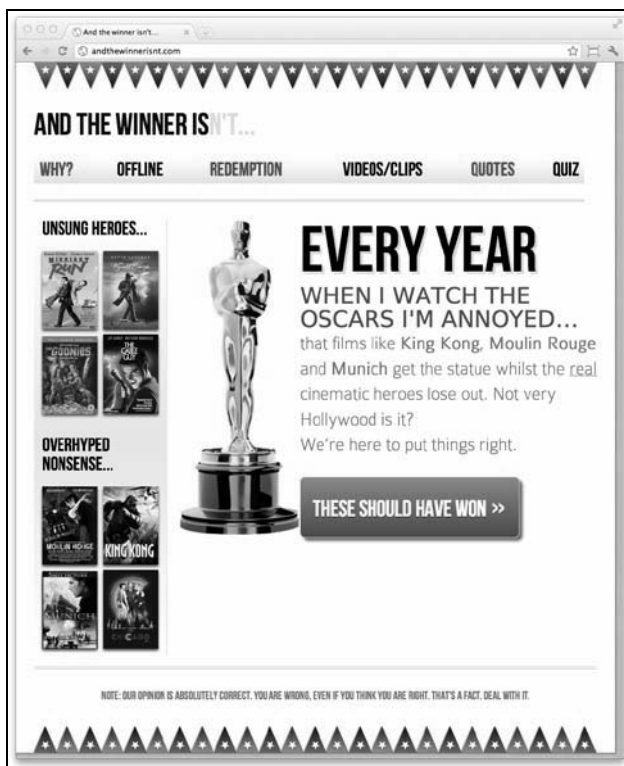 And the winner isn't...
andthewinnerisnt.com
AND THE WINNER ISN'T...
WHY? OFFLINE REDEMPTION VIDEOS/CLIPS QUOTES QUIZ
UNSUNG HEROES...
MIDNIGHT
RUN
THE GOONIES
THE
CABLE
GUY
OVERHYPED
NONSENSE...
MOULIN ROUGE
KING KONG
MUNICH
CHICAGO
EVERY YEAR
WHEN I WATCH THE
OSCARS I'M ANNOYED...
that films like King Kong, Moulin Rouge
and Munich get the statue whilst the real
cinematic heroes lose out. Not very
Hollywood is it?
We're here to put things right.
THESE SHOULD HAVE WON »
NOTE: OUR OPINION IS ABSOLUTELY CORRECT. YOU ARE WRONG, EVEN IF YOU THINK YOU ARE RIGHT. THAT'S A FACT. DEAL WITH IT.